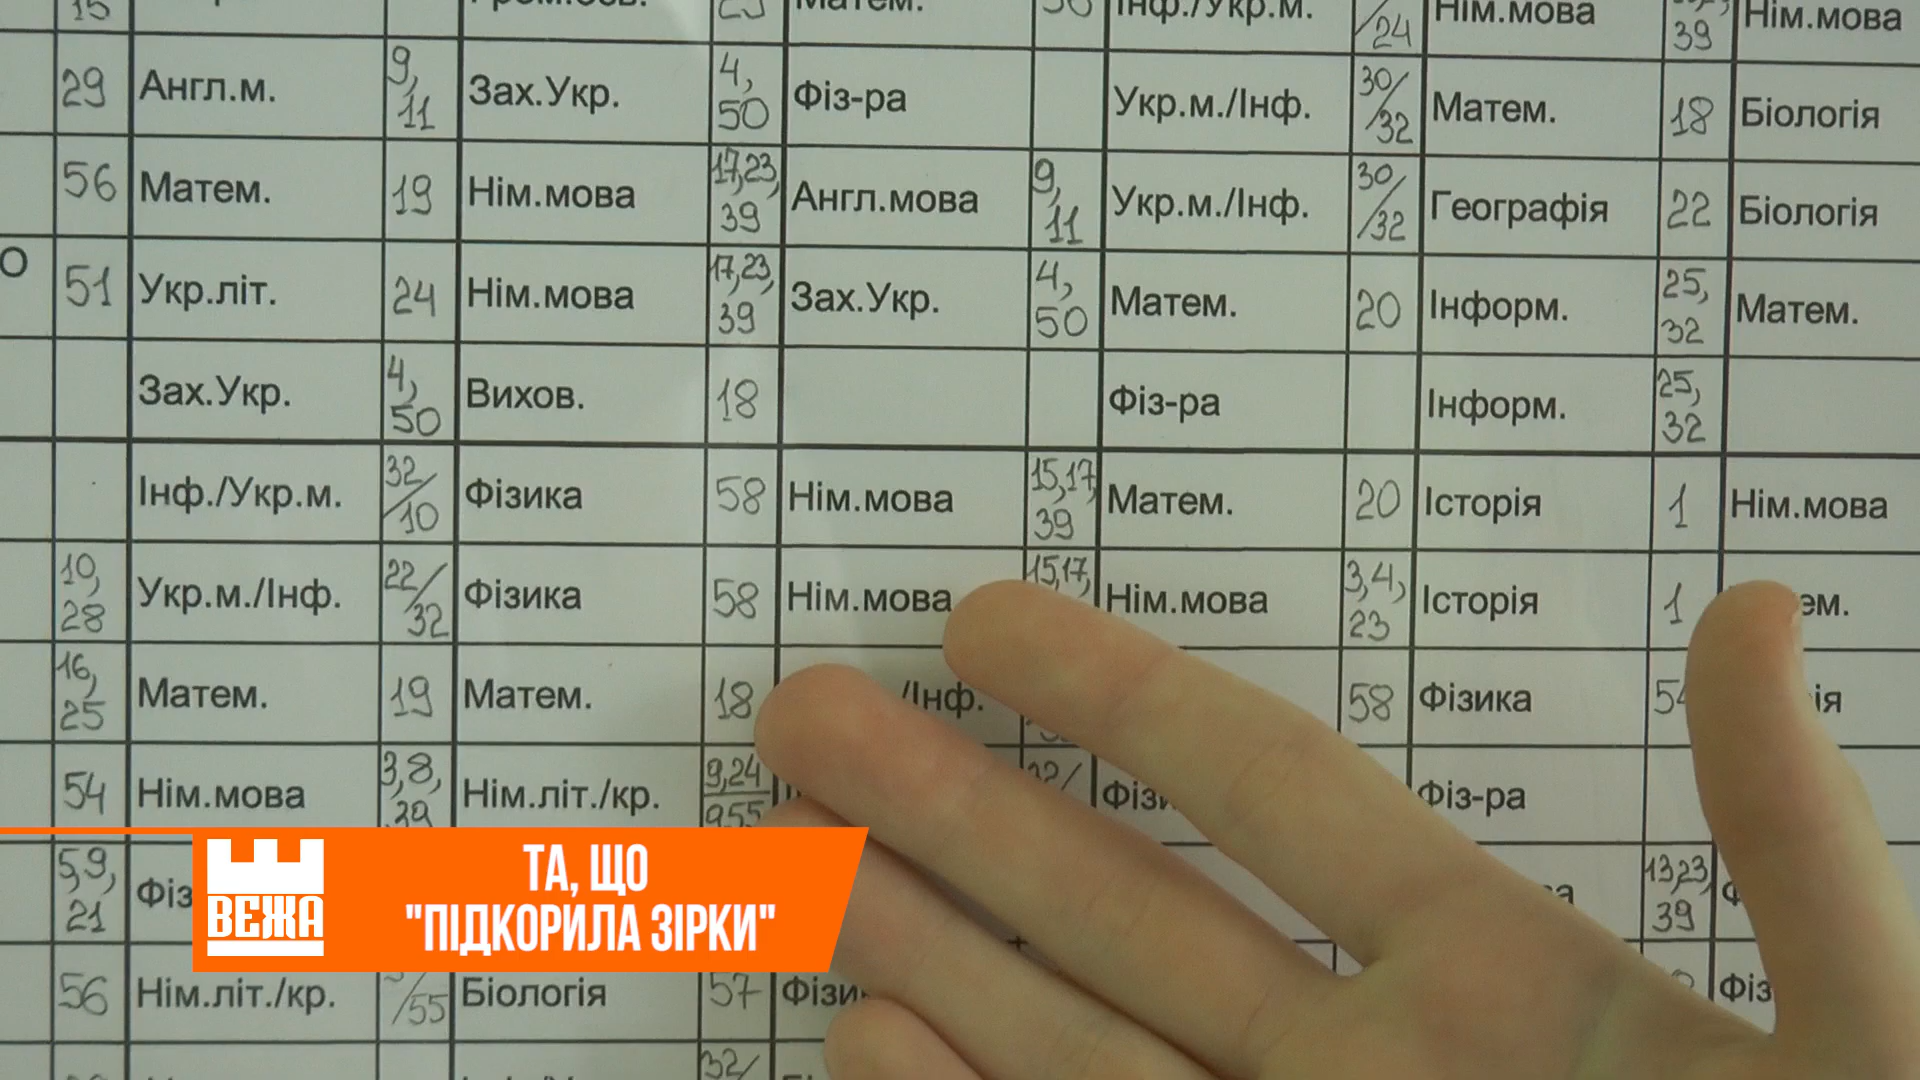 15 Матем. Інф./Укр.м. /24 Нім.мова 39 Нім.мова
29 Англ.м. 9, 11 Зах.Укр. 4, 50 Фіз-ра Укр.м./Інф. 30/32 Матем. 18 Біологія
56 Матем. 19 Нім.мова 17,23, 39 Англ.мова 9, 11 Укр.м./Інф. 30/32 Географія 22 Біологія
О 51 Укр.літ. 24 Нім.мова 17,23, 39 Зах.Укр. 4, 50 Матем. 20 Інформ. 25, 32 Матем.
Зах.Укр. 4, 50 Вихов. 18 Фіз-ра Інформ. 25, 32
Інф./Укр.м. 32/10 Фізика 58 Нім.мова 15,17, 39 Матем. 20 Історія 1 Нім.мова
10, 28 Укр.м./Інф. 22/32 Фізика 58 Нім.мова 15,17, Нім.мова 3,4, 23 Історія 1 ем.
16, 25 Матем. 19 Матем. 18 /Інф. 58 Фізика 54 ія
54 Нім.мова 3,8, 39 Нім.літ./кр. 9,24 955 32/ Фізи Фіз-ра
5,9, 21 Фіз 13,23, 39
56 Нім.літ./кр. /55 Біологія 57 Фізи Фіз
32/
ВЕЖА
ТА, ЩО
"ПІДКОРИЛА ЗІРКИ"